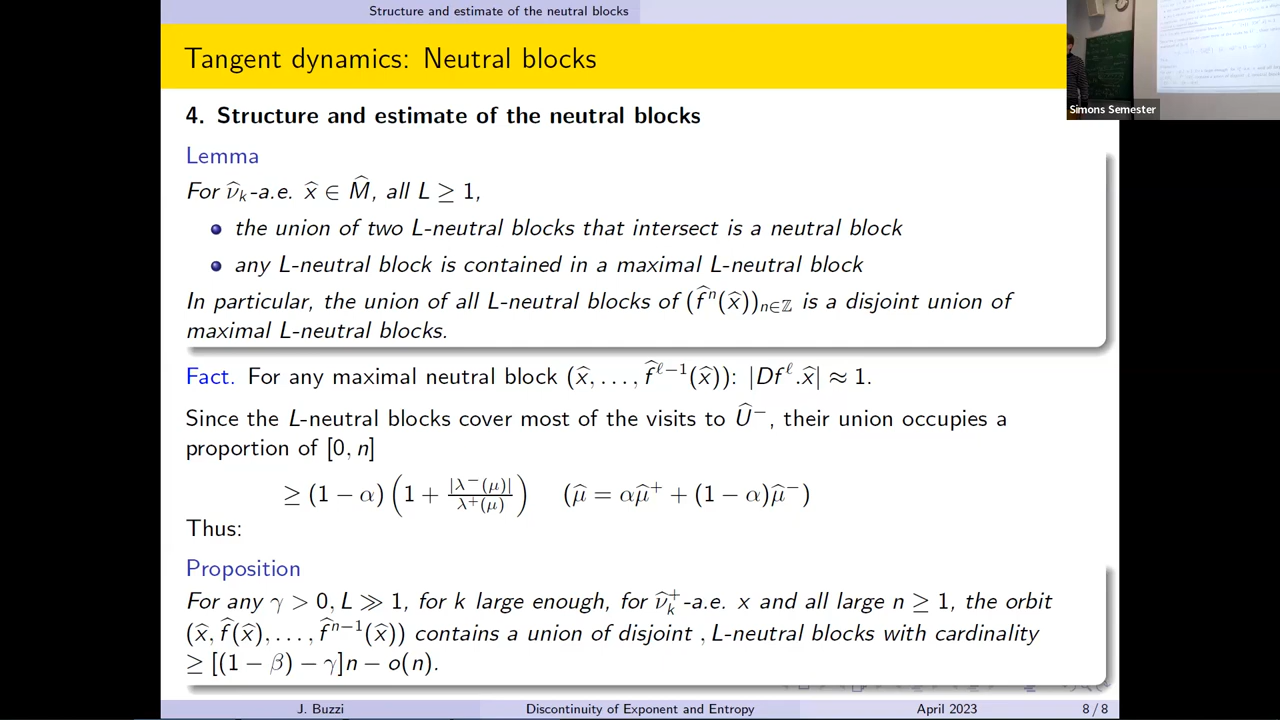 Structure and estimate of the neutral blocks
Tangent dynamics: Neutral blocks
4. Structure and estimate of the neutral blocks
Lemma
For ν̂ₖ-a.e. x̂ ∈ M̂, all L ≥ 1,
the union of two L-neutral blocks that intersect is a neutral block
any L-neutral block is contained in a maximal L-neutral block
In particular, the union of all L-neutral blocks of (f̂ⁿ(x̂))ₙ∈ℤ is a disjoint union of
maximal L-neutral blocks.
Fact. For any maximal neutral block (x̂, . . . , f̂^{ℓ−1}(x̂)): |Df^ℓ.x̂| ≈ 1.
Since the L-neutral blocks cover most of the visits to Û⁻, their union occupies a
proportion of [0, n]
≥ (1 − α) (1 + |λ⁻(μ)|/λ⁺(μ)) (μ̂ = αμ̂⁺ + (1 − α)μ̂⁻)
Thus:
Proposition
For any γ > 0, L ≫ 1, for k large enough, for ν̂ₖ⁺-a.e. x and all large n ≥ 1, the orbit
(x̂, f̂(x̂), . . . , f̂^{n−1}(x̂)) contains a union of disjoint , L-neutral blocks with cardinality
≥ [(1 − β) − γ]n − o(n).
J. Buzzi
Discontinuity of Exponent and Entropy
April 2023
8 / 8
Simons Semester